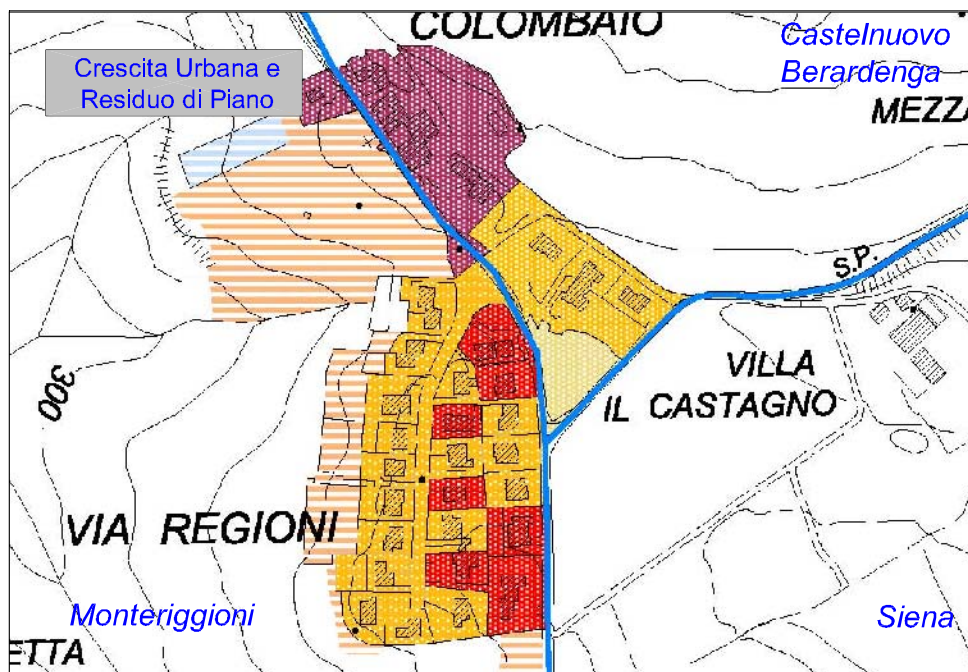 COLOMBAIO
Castelnuovo
Berardenga
Crescita Urbana e
Residuo di Piano
MEZZA
S.P.
VILLA
IL CASTAGNO
300
VIA REGIONI
Monteriggioni
Siena
ETTA